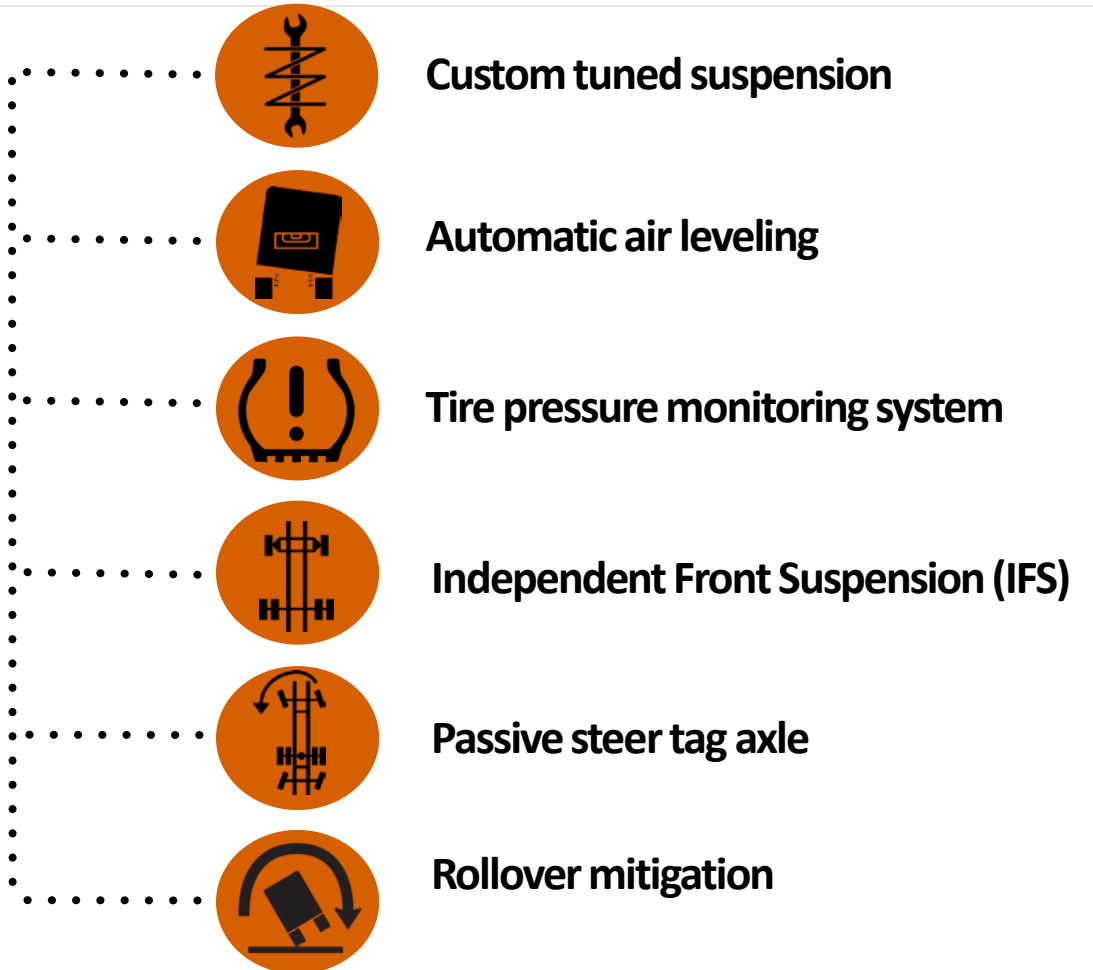 Custom tuned suspension
Automatic air leveling
Tire pressure monitoring system
Independent Front Suspension (IFS)
Passive steer tag axle
Rollover mitigation